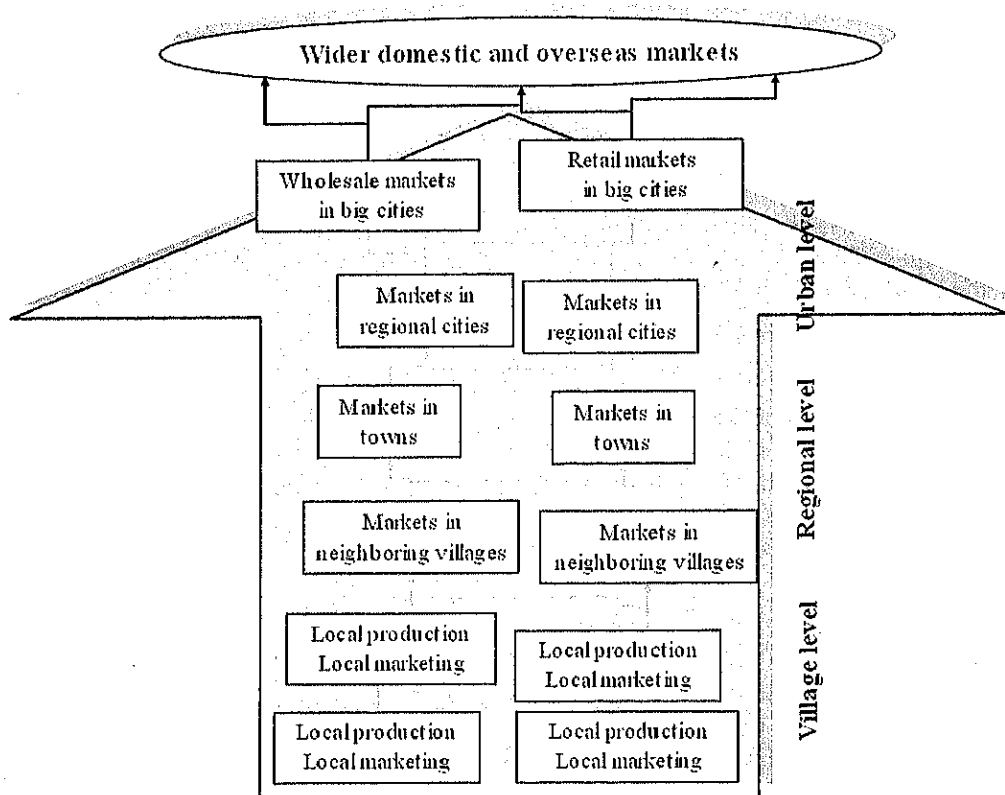 Wider domestic and overseas markets
Wholesale markets
in big cities
Retail markets
in big cities
Urban level
Markets in
regional cities
Markets in
regional cities
Markets in
towns
Markets in
towns
Regional level
Markets in
neighboring villages
Markets in
neighboring villages
Local production
Local marketing
Local production
Local marketing
Village level
Local production
Local marketing
Local production
Local marketing